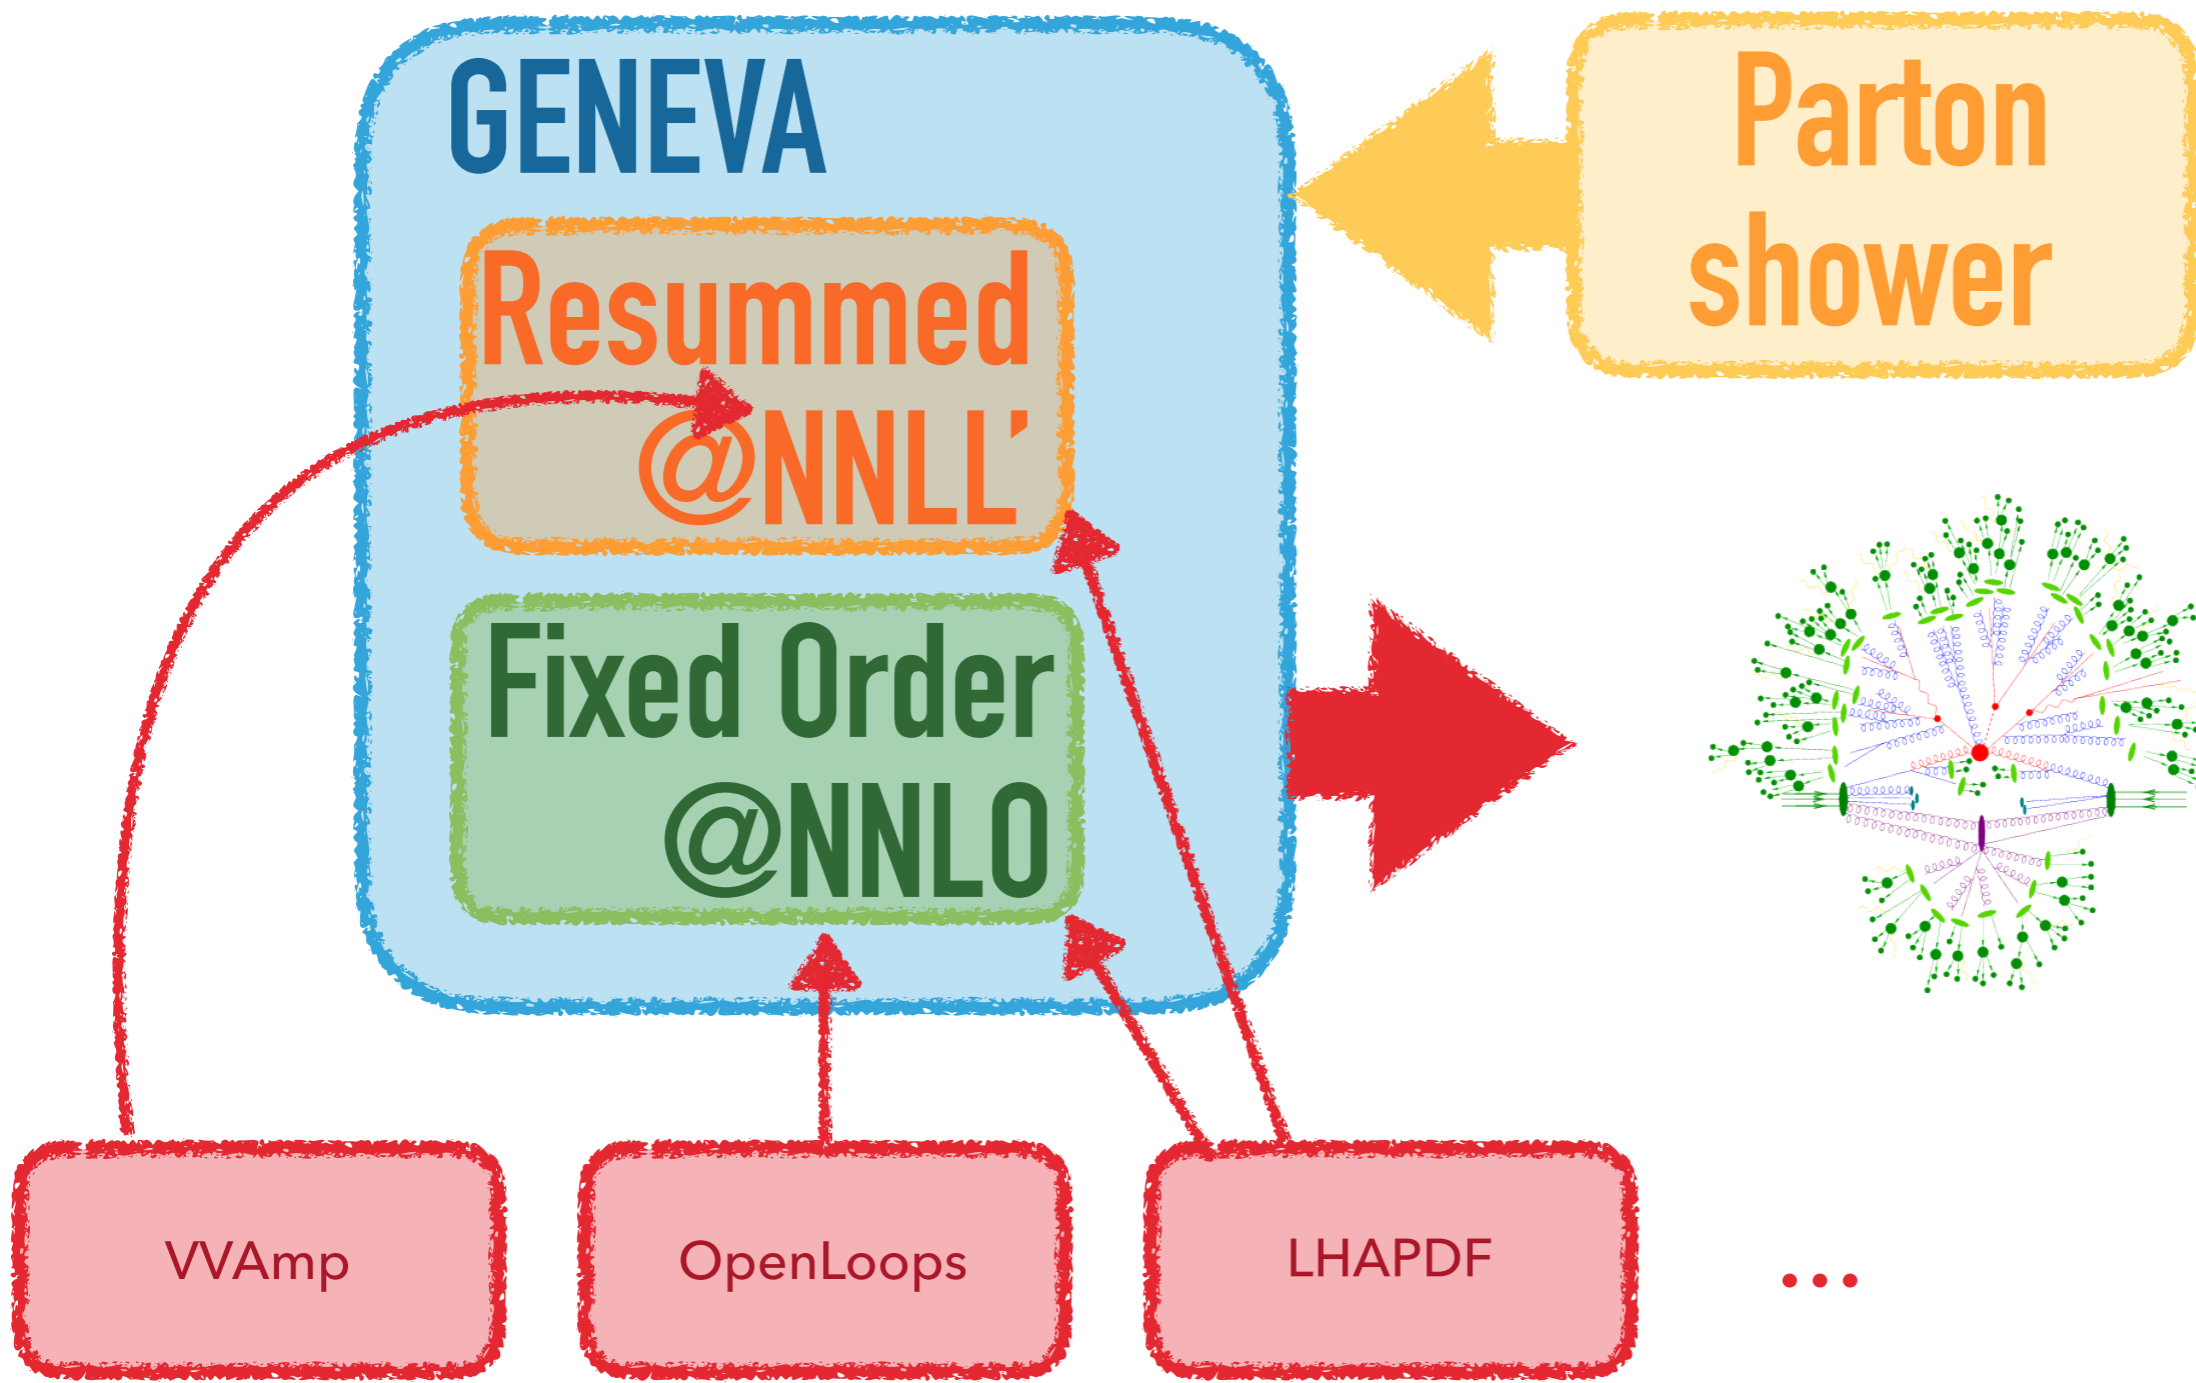 GENEVA
Resummed
@NNLL’
Fixed Order
@NNLO
Parton
shower
VVAmp
OpenLoops
LHAPDF
...